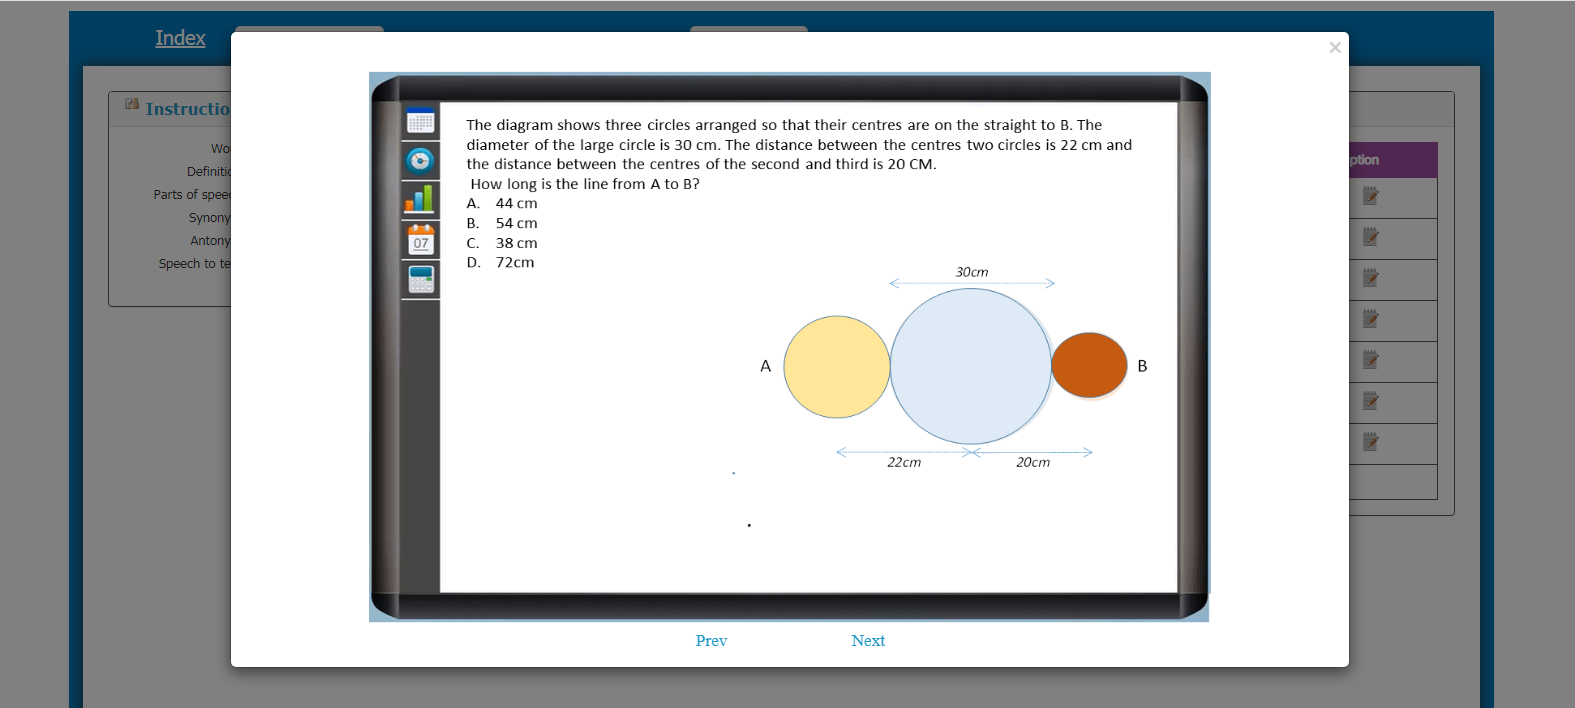 Index
Instructio
Wo
Definitic
Parts of spee
Synony
Antony
Speech to te
ption
×
07
The diagram shows three circles arranged so that their centres are on the straight to B. The
diameter of the large circle is 30 cm. The distance between the centres two circles is 22 cm and
the distance between the centres of the second and third is 20 CM.
How long is the line from A to B?
A. 44 cm
B. 54 cm
C. 38 cm
D. 72cm
30cm
A
B
22cm
20cm
Prev
Next